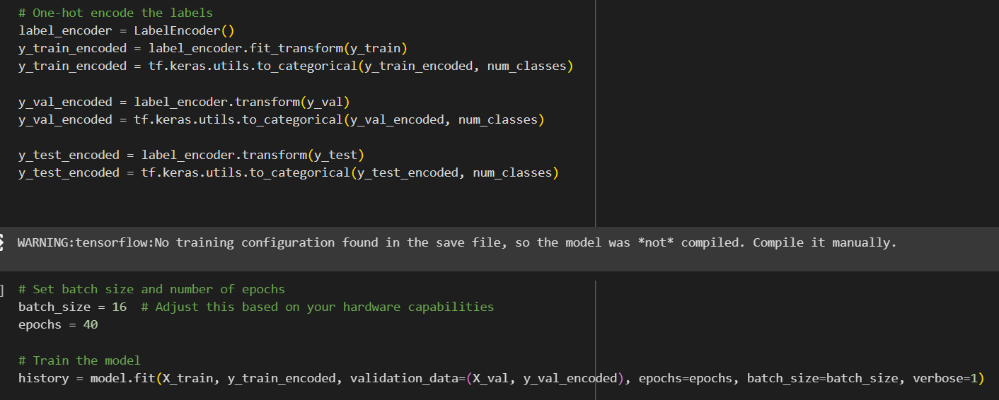 # One-hot encode the labels
label_encoder = LabelEncoder()
y_train_encoded = label_encoder.fit_transform(y_train)
y_train_encoded = tf.keras.utils.to_categorical(y_train_encoded, num_classes)
y_val_encoded = label_encoder.transform(y_val)
y_val_encoded = tf.keras.utils.to_categorical(y_val_encoded, num_classes)
y_test_encoded = label_encoder.transform(y_test)
y_test_encoded = tf.keras.utils.to_categorical(y_test_encoded, num_classes)
WARNING:tensorflow:No training configuration found in the save file, so the model was *not* compiled. Compile it manually.
] # Set batch size and number of epochs
batch_size = 16  # Adjust this based on your hardware capabilities
epochs = 40
# Train the model
history = model.fit(X_train, y_train_encoded, validation_data=(X_val, y_val_encoded), epochs=epochs, batch_size=batch_size, verbose=1)